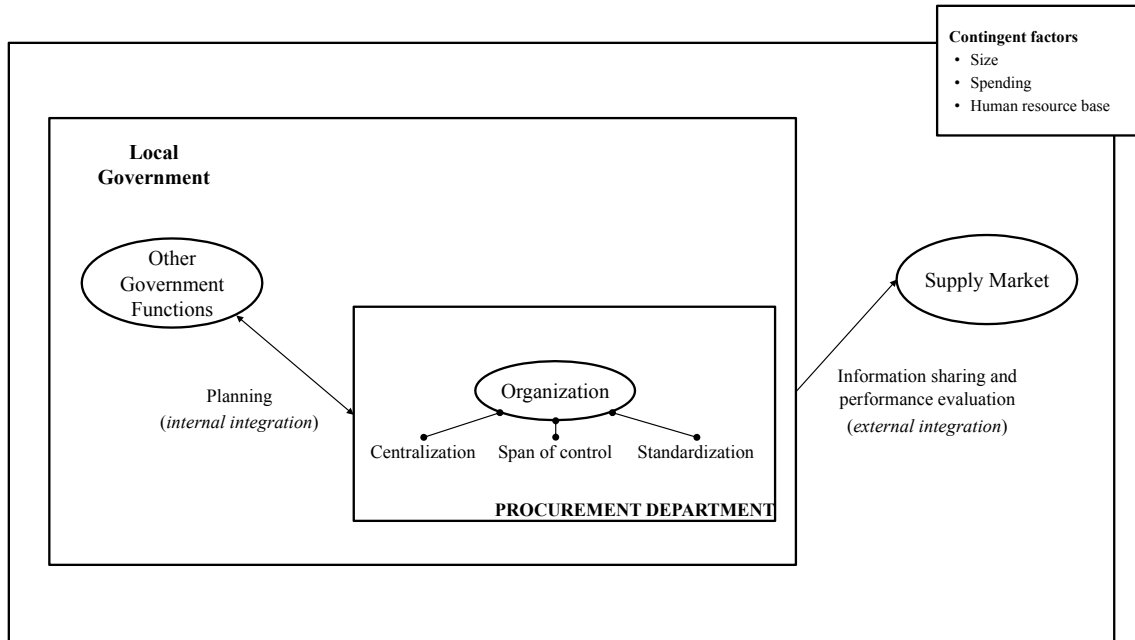 Contingent factors
• Size
• Spending
• Human resource base
Local
Government
Other
Government
Functions
Supply Market
Planning
(internal integration)
Organization
Centralization
Span of control
Standardization
PROCUREMENT DEPARTMENT
Information sharing and
performance evaluation
(external integration)